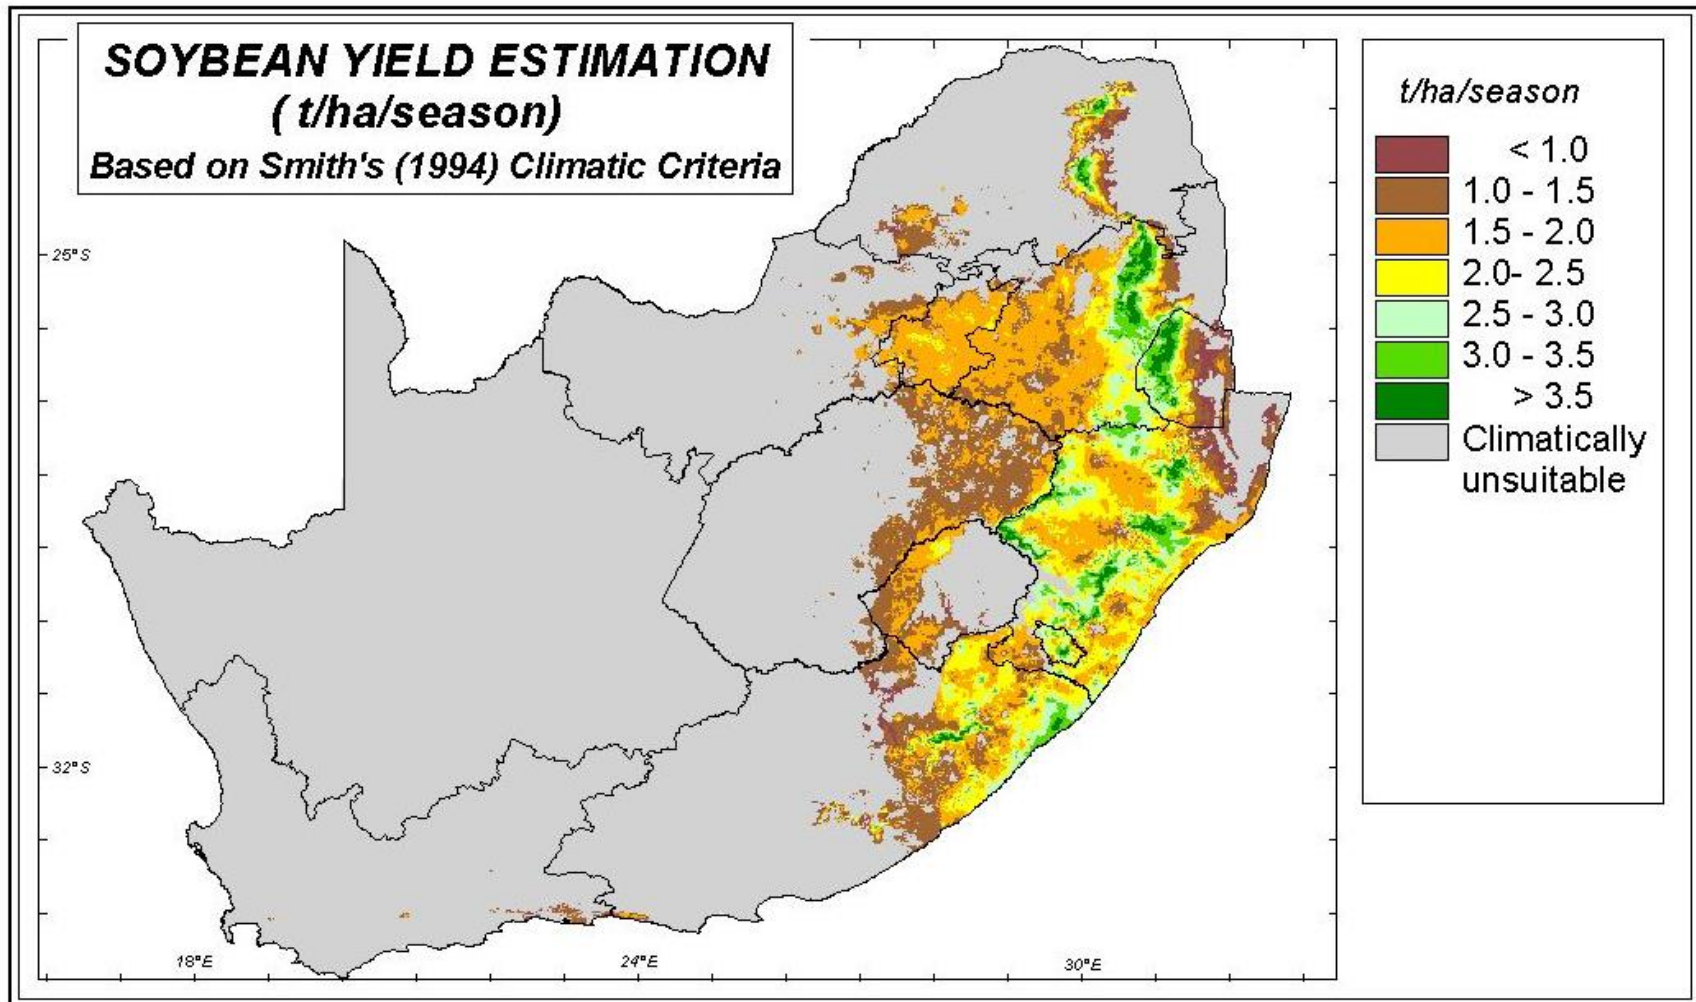 SOYBEAN YIELD ESTIMATION
( t/ha/season)
Based on Smith's (1994) Climatic Criteria
t/ha/season
< 1.0
1.0 - 1.5
1.5 - 2.0
2.0- 2.5
2.5 - 3.0
3.0 - 3.5
> 3.5
Climatically
unsuitable
25°S
32°S
18°E
24°E
30°E